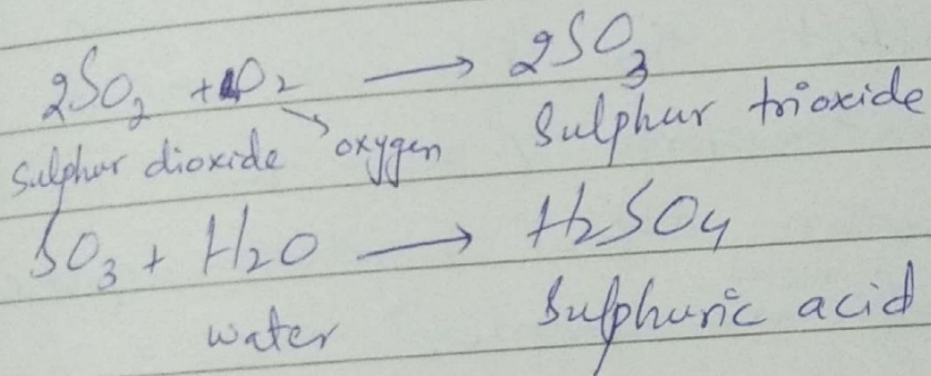 2SO₂ + O₂ → 2SO₃
Sulphur dioxide oxygen Sulphur trioxide
SO₃ + H₂O → H₂SO₄
water Sulphuric acid